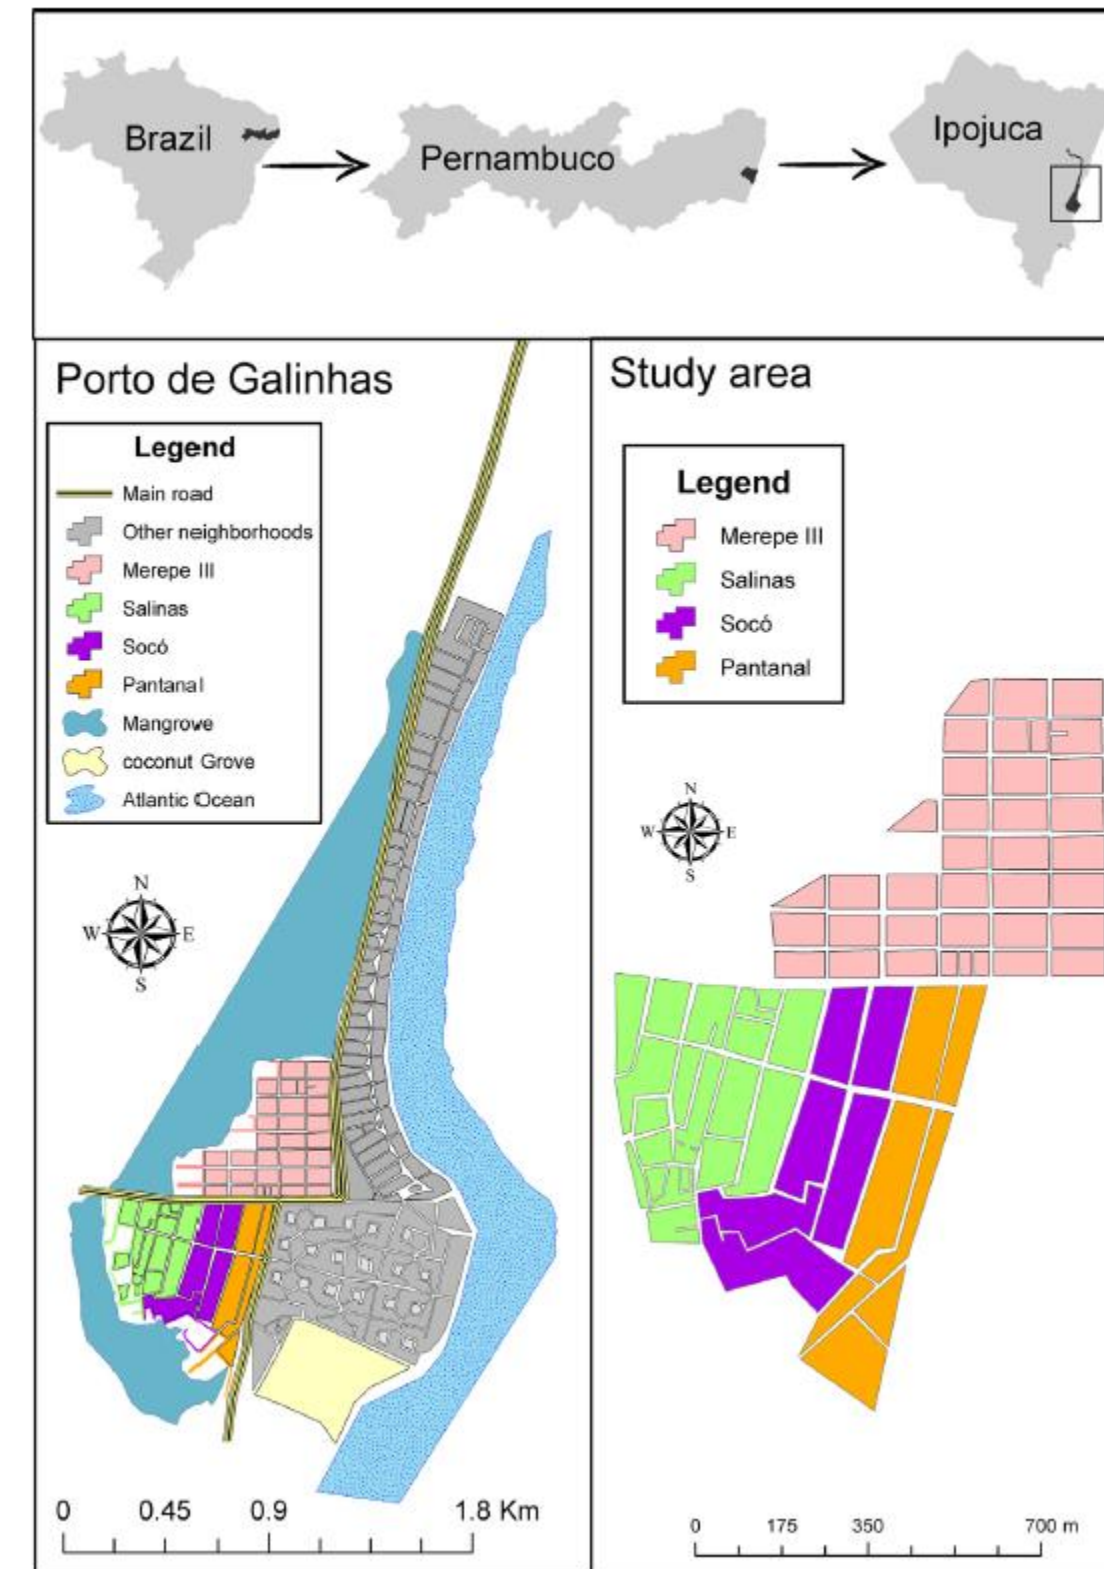 Brazil
Pernambuco
Ipojuca
Porto de Galinhas
Legend
Main road
Other neighborhoods
Merepe III
Salinas
Socó
Pantanal
Mangrove
coconut Grove
Atlantic Ocean
N
W E
S
0 0.45 0.9 1.8 Km
Study area
Legend
Merepe III
Salinas
Socó
Pantanal
N
W E
S
0 175 350 700 m